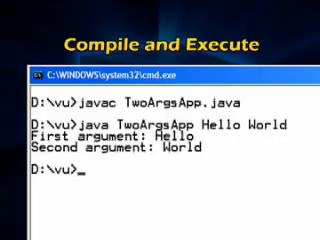 Compile and Execute
C:\WINDOWS\system32\cmd.exe
D:\vu>javac TwoArgsApp.java
D:\vu>java TwoArgsApp Hello World
First argument: Hello
Second argument: World
D:\vu>_